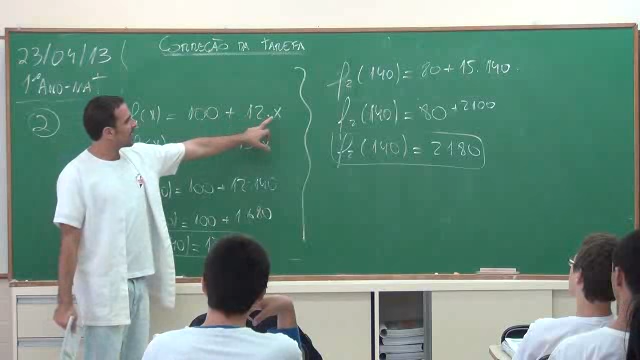 23/04/13
CORREÇÃO DA TAREFA
1º ANO-NA+
2
f(x) = 100 + 12.x
= 100 + 12.140
= 100 + 1680
f₂(140) = 80 + 15.140
f₂(140) = 80 + 2100
f₂(140) = 2180